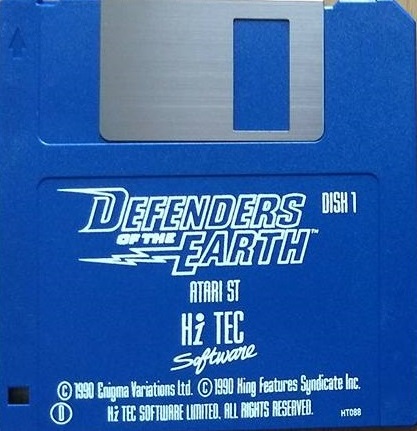 DEFENDERS
OF THE
EARTH™
DISK 1
ATARI ST
Hi TEC
Software
© 1990 Enigma Variations Ltd. © 1990 King Features Syndicate Inc.
Hi TEC SOFTWARE LIMITED. ALL RIGHTS RESERVED.
HT088